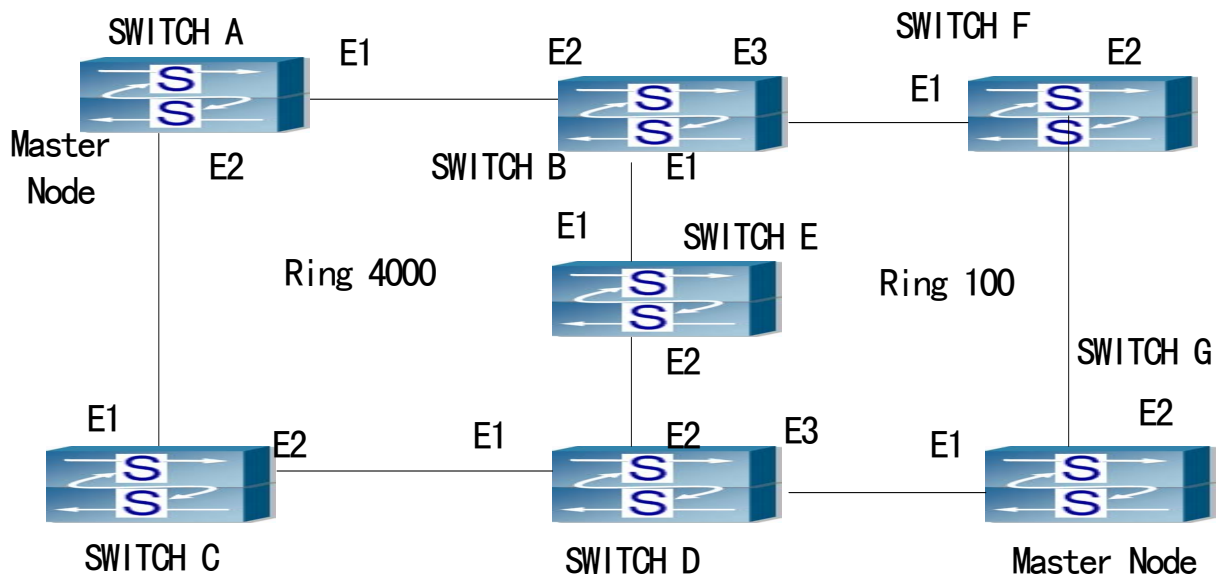 SWITCH A
E1
E2
E3
SWITCH F
E2
E1
S
S
S
S
S
S
Master
Node
E2
SWITCH B
E1
E1
SWITCH E
Ring 4000
S
S
Ring 100
E2
SWITCH G
E1
E2
E1
E2
E3
E1
E2
S
S
S
S
S
S
SWITCH C
SWITCH D
Master Node